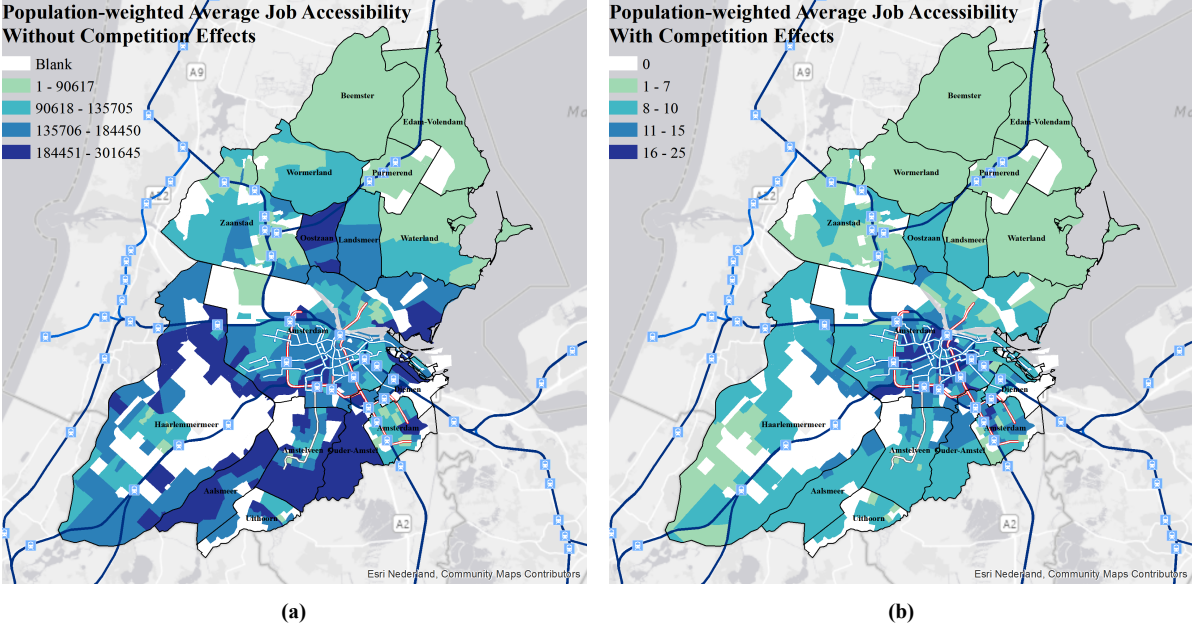 Population-weighted Average Job Accessibility
Without Competition Effects
Blank
1 - 90617
90618 - 135705
135706 - 184450
184451 - 301645
A9
A22
Beemster
Edam-Volendam
Wormerland
Purmerend
Zaanstad
Oostzaan
Landsmeer
Waterland
Amsterdam
Diemen
Haarlemmermeer
Amsterdam
Amstelveen
Ouder-Amstel
Aalsmeer
Uithoorn
A2
Esri Nederland, Community Maps Contributors
(a)
Population-weighted Average Job Accessibility
With Competition Effects
0
1 - 7
8 - 10
11 - 15
16 - 25
A9
A22
Ma
Beemster
Edam-Volendam
Wormerland
Purmerend
Zaanstad
Oostzaan
Landsmeer
Waterland
Amsterdam
Diemen
Haarlemmermeer
Amsterdam
Amstelveen
Ouder-Amstel
Aalsmeer
Uithoorn
A2
Esri Nederland, Community Maps Contributors
(b)